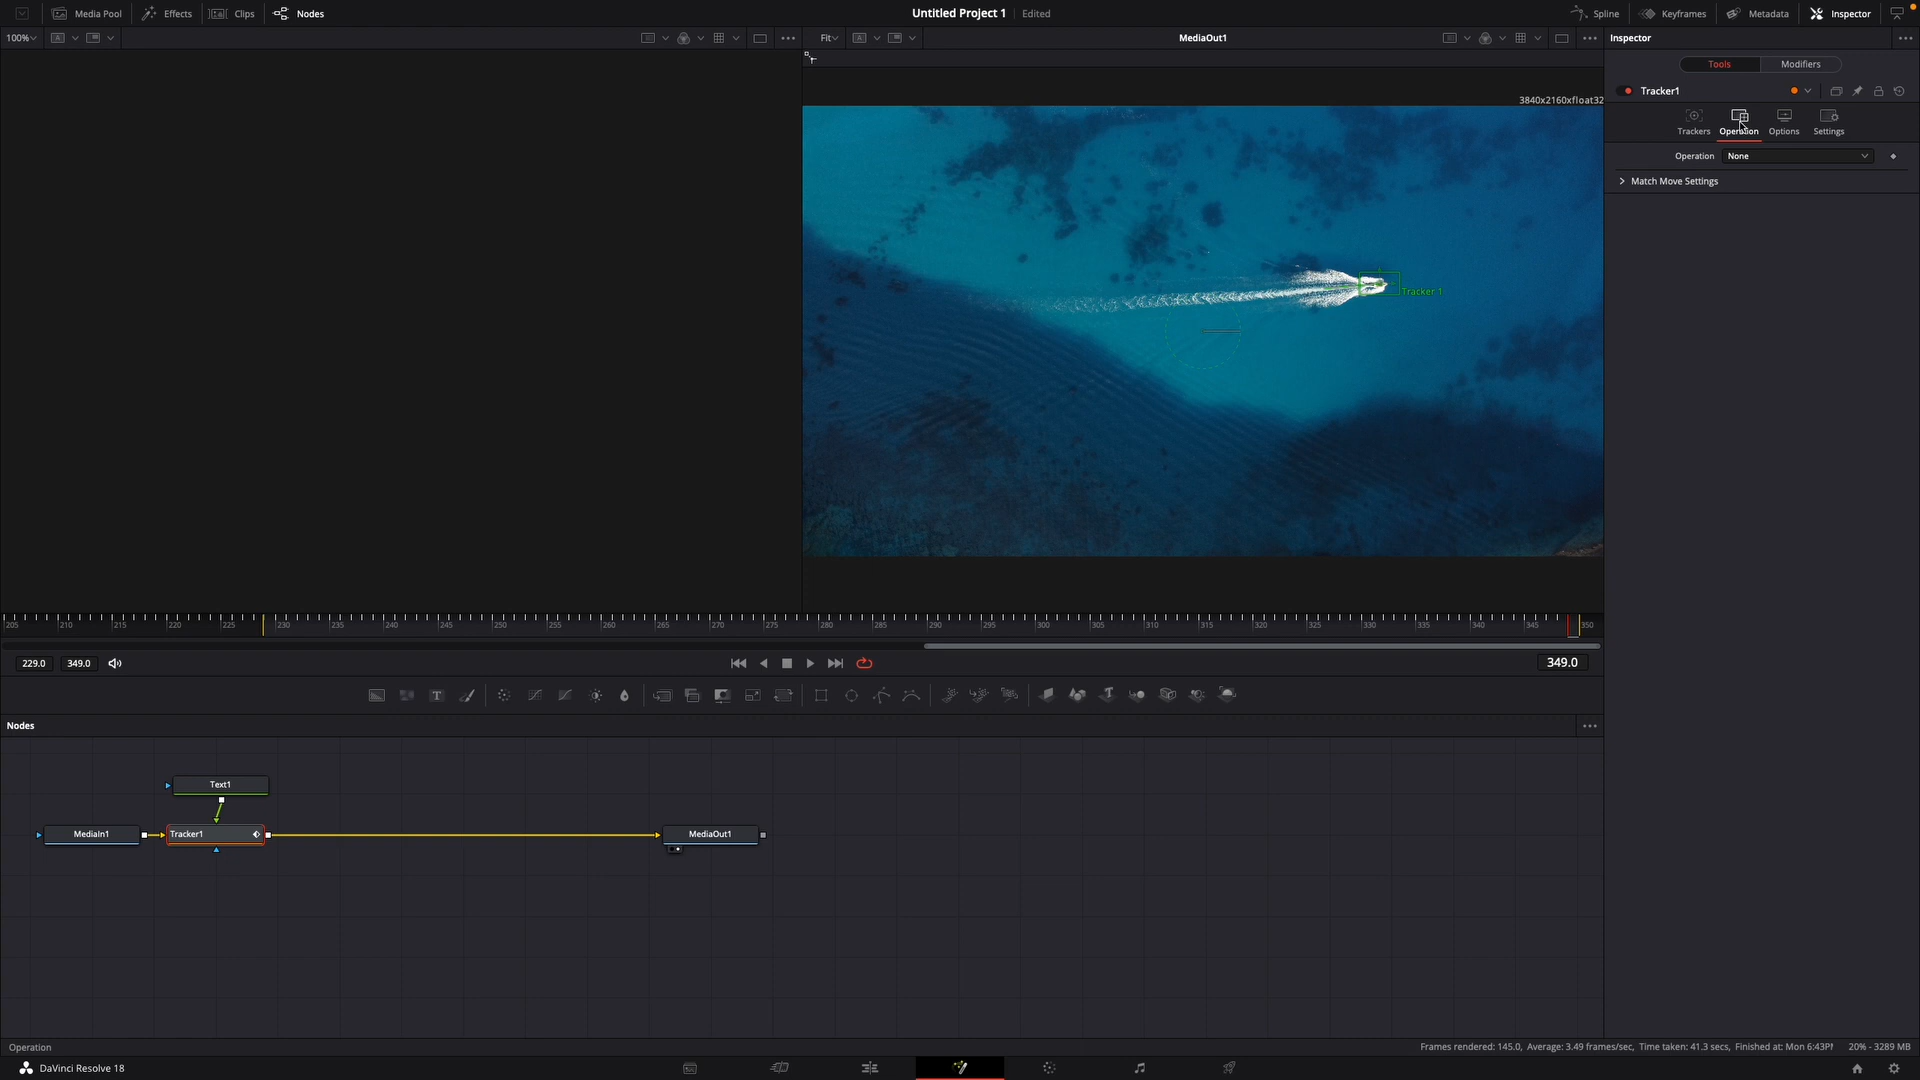 Media Pool Effects Clips Nodes Untitled Project 1 Edited Spline Keyframes Metadata Inspector
100% Fit MediaOut1 Inspector
Tools Modifiers
Tracker1
3840x2160xfloat32
Trackers Operation Options Settings
Operation None
Match Move Settings
Tracker 1
205 210 215 220 225 230 235 240 245 250 255 260 265 270 275 280 285 290 295 300 305 310 315 320 325 330 335 340 345 350
229.0 349.0 349.0
Nodes
Text1
MediaIn1 Tracker1 MediaOut1
Operation Frames rendered: 145.0, Average: 3.49 frames/sec, Time taken: 41.3 secs, Finished at: Mon 6:43PM 20% - 3289 MB
DaVinci Resolve 18